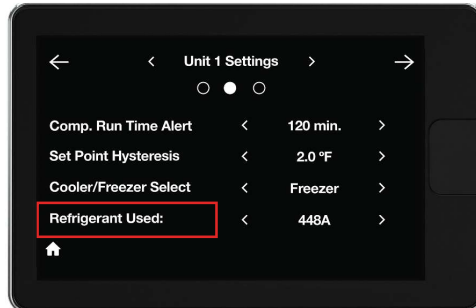 Unit 1 Settings
Comp. Run Time Alert 120 min.
Set Point Hysteresis 2.0 ºF
Cooler/Freezer Select Freezer
Refrigerant Used: 448A